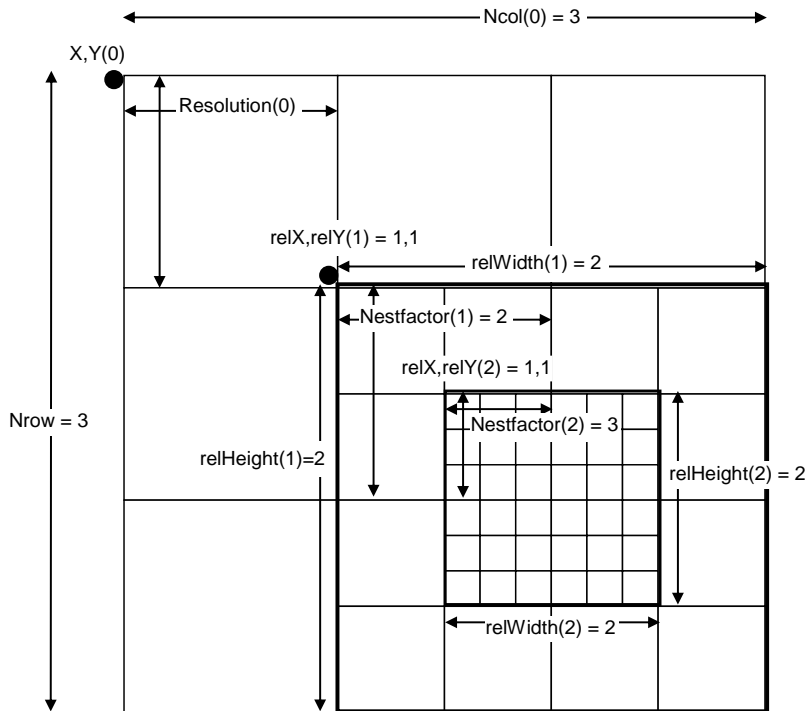 Ncol(0) = 3
X,Y(0)
Resolution(0)
relX,relY(1) = 1,1
relWidth(1) = 2
Nestfactor(1) = 2
relX,relY(2) = 1,1
Nrow = 3
Nestfactor(2) = 3
relHeight(1)=2
relHeight(2) = 2
relWidth(2) = 2